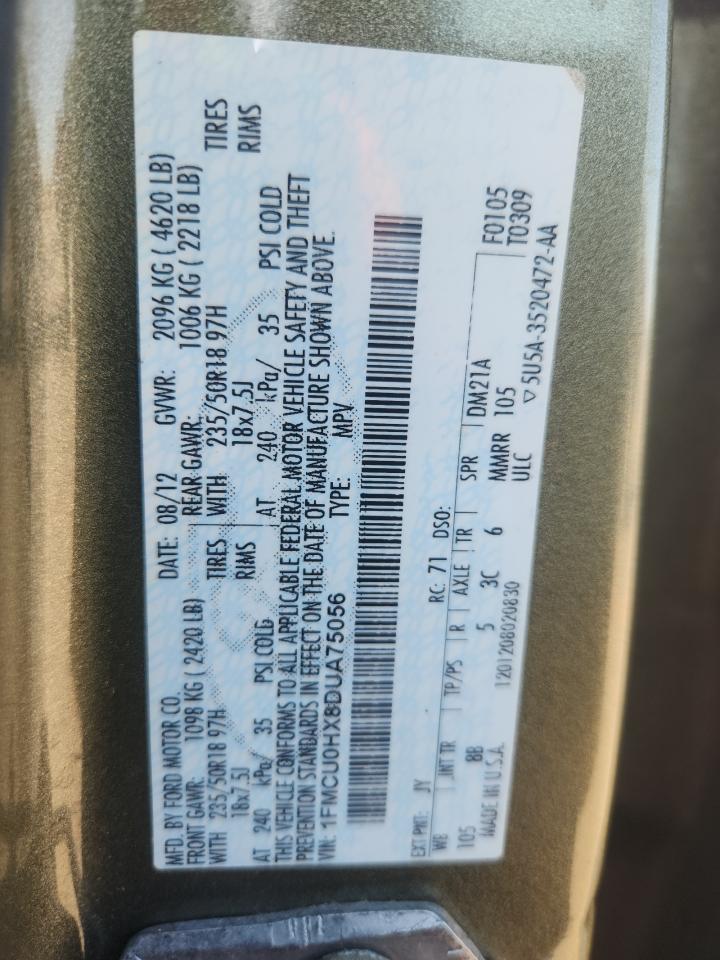 MFD. BY FORD MOTOR CO. DATE: 08/12 GVWR: 2096 KG ( 4620 LB)
FRONT GAWR: 1098 KG ( 2420 LB) REAR GAWR: 1006 KG ( 2218 LB)
WITH 235/50R18 97H TIRES WITH 235/50R18 97H TIRES
18x7.5J RIMS 18x7.5J RIMS
AT 240 kPa/ 35 PSI COLD AT 240 kPa/ 35 PSI COLD
THIS VEHICLE CONFORMS TO ALL APPLICABLE FEDERAL MOTOR VEHICLE SAFETY AND THEFT
PREVENTION STANDARDS IN EFFECT ON THE DATE OF MANUFACTURE SHOWN ABOVE.
VIN: 1FMCU0HX8DUA75056 TYPE: MPV
EXT PNT: JY RC: 71 DSO: F0105
WB INT TR TP/PS R AXLE TR SPR DM21A T0309
105 8B 5 3C 6 MMRR 105
MADE IN U.S.A. 1201208020830 ULC ▽5U5A-3520472-AA